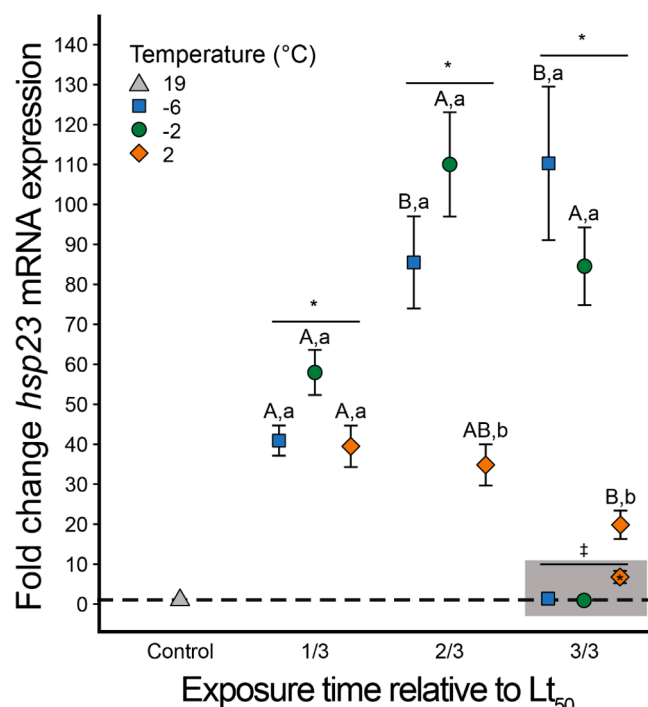 Fold change hsp23 mRNA expression
140
130
120
110
100
90
80
70
60
50
40
30
20
10
0
Temperature (°C)
19
-6
-2
2
*
A,a
A,a
A,a
*
B,a
A,a
AB,b
*
B,a
A,a
B,b
‡
*
Control
1/3
2/3
3/3
Exposure time relative to Lt50